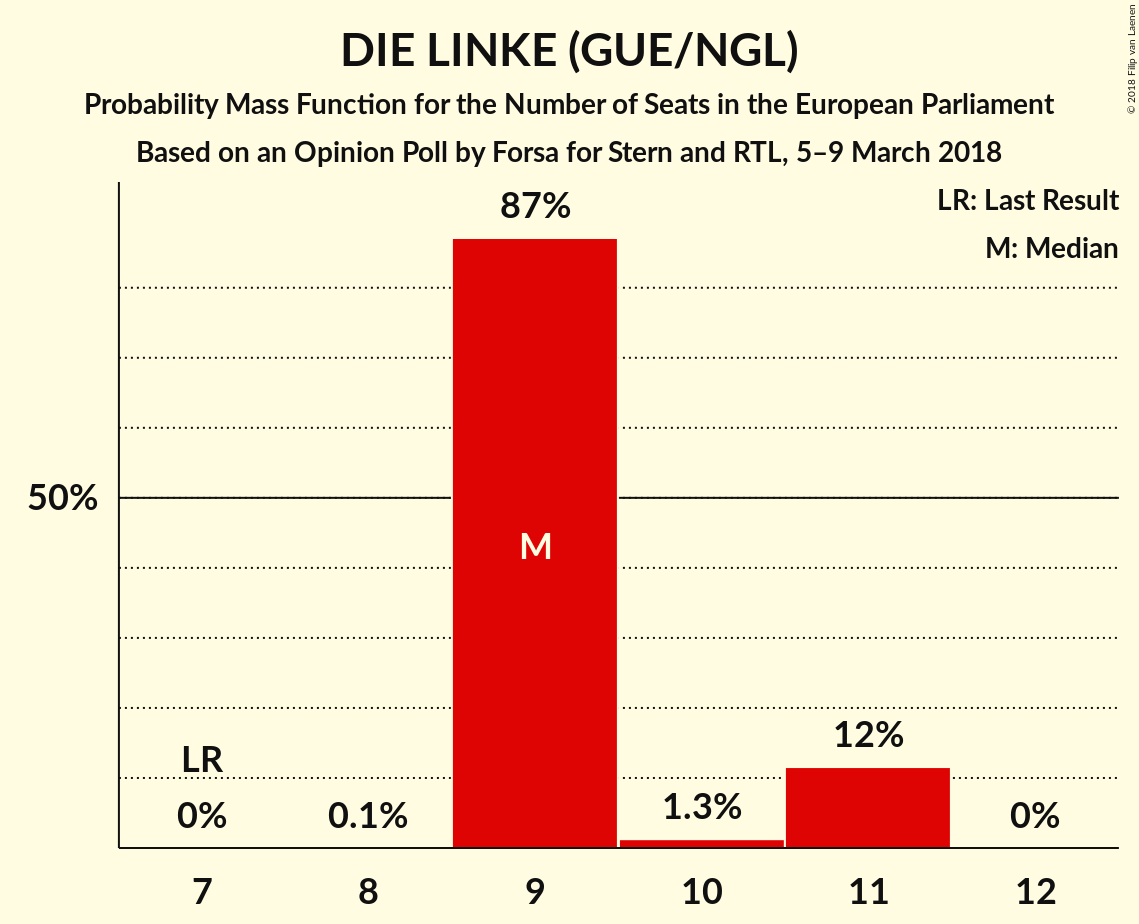 DIE LINKE (GUE/NGL)
Probability Mass Function for the Number of Seats in the European Parliament
Based on an Opinion Poll by Forsa for Stern and RTL, 5–9 March 2018
© 2018 Filip van Laenen
LR: Last Result
M: Median
87%
50%
M
LR
0%
0.1%
1.3%
12%
0%
7
8
9
10
11
12